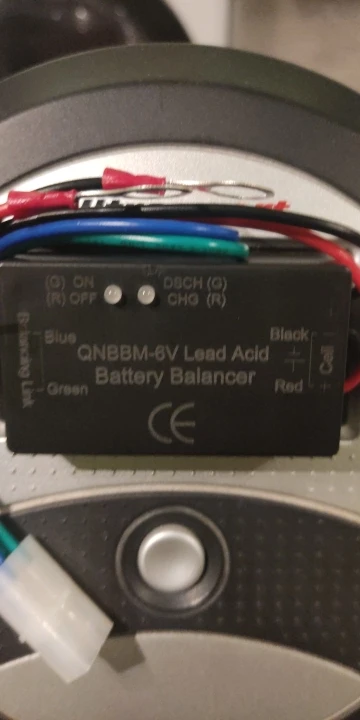 (G) ON
(R) OFF
DSCH (G)
CHG (R)
Balancing Link
Blue
Green
QNBBM-6V Lead Acid
Battery Balancer
Black
Red
- Cell +
CE